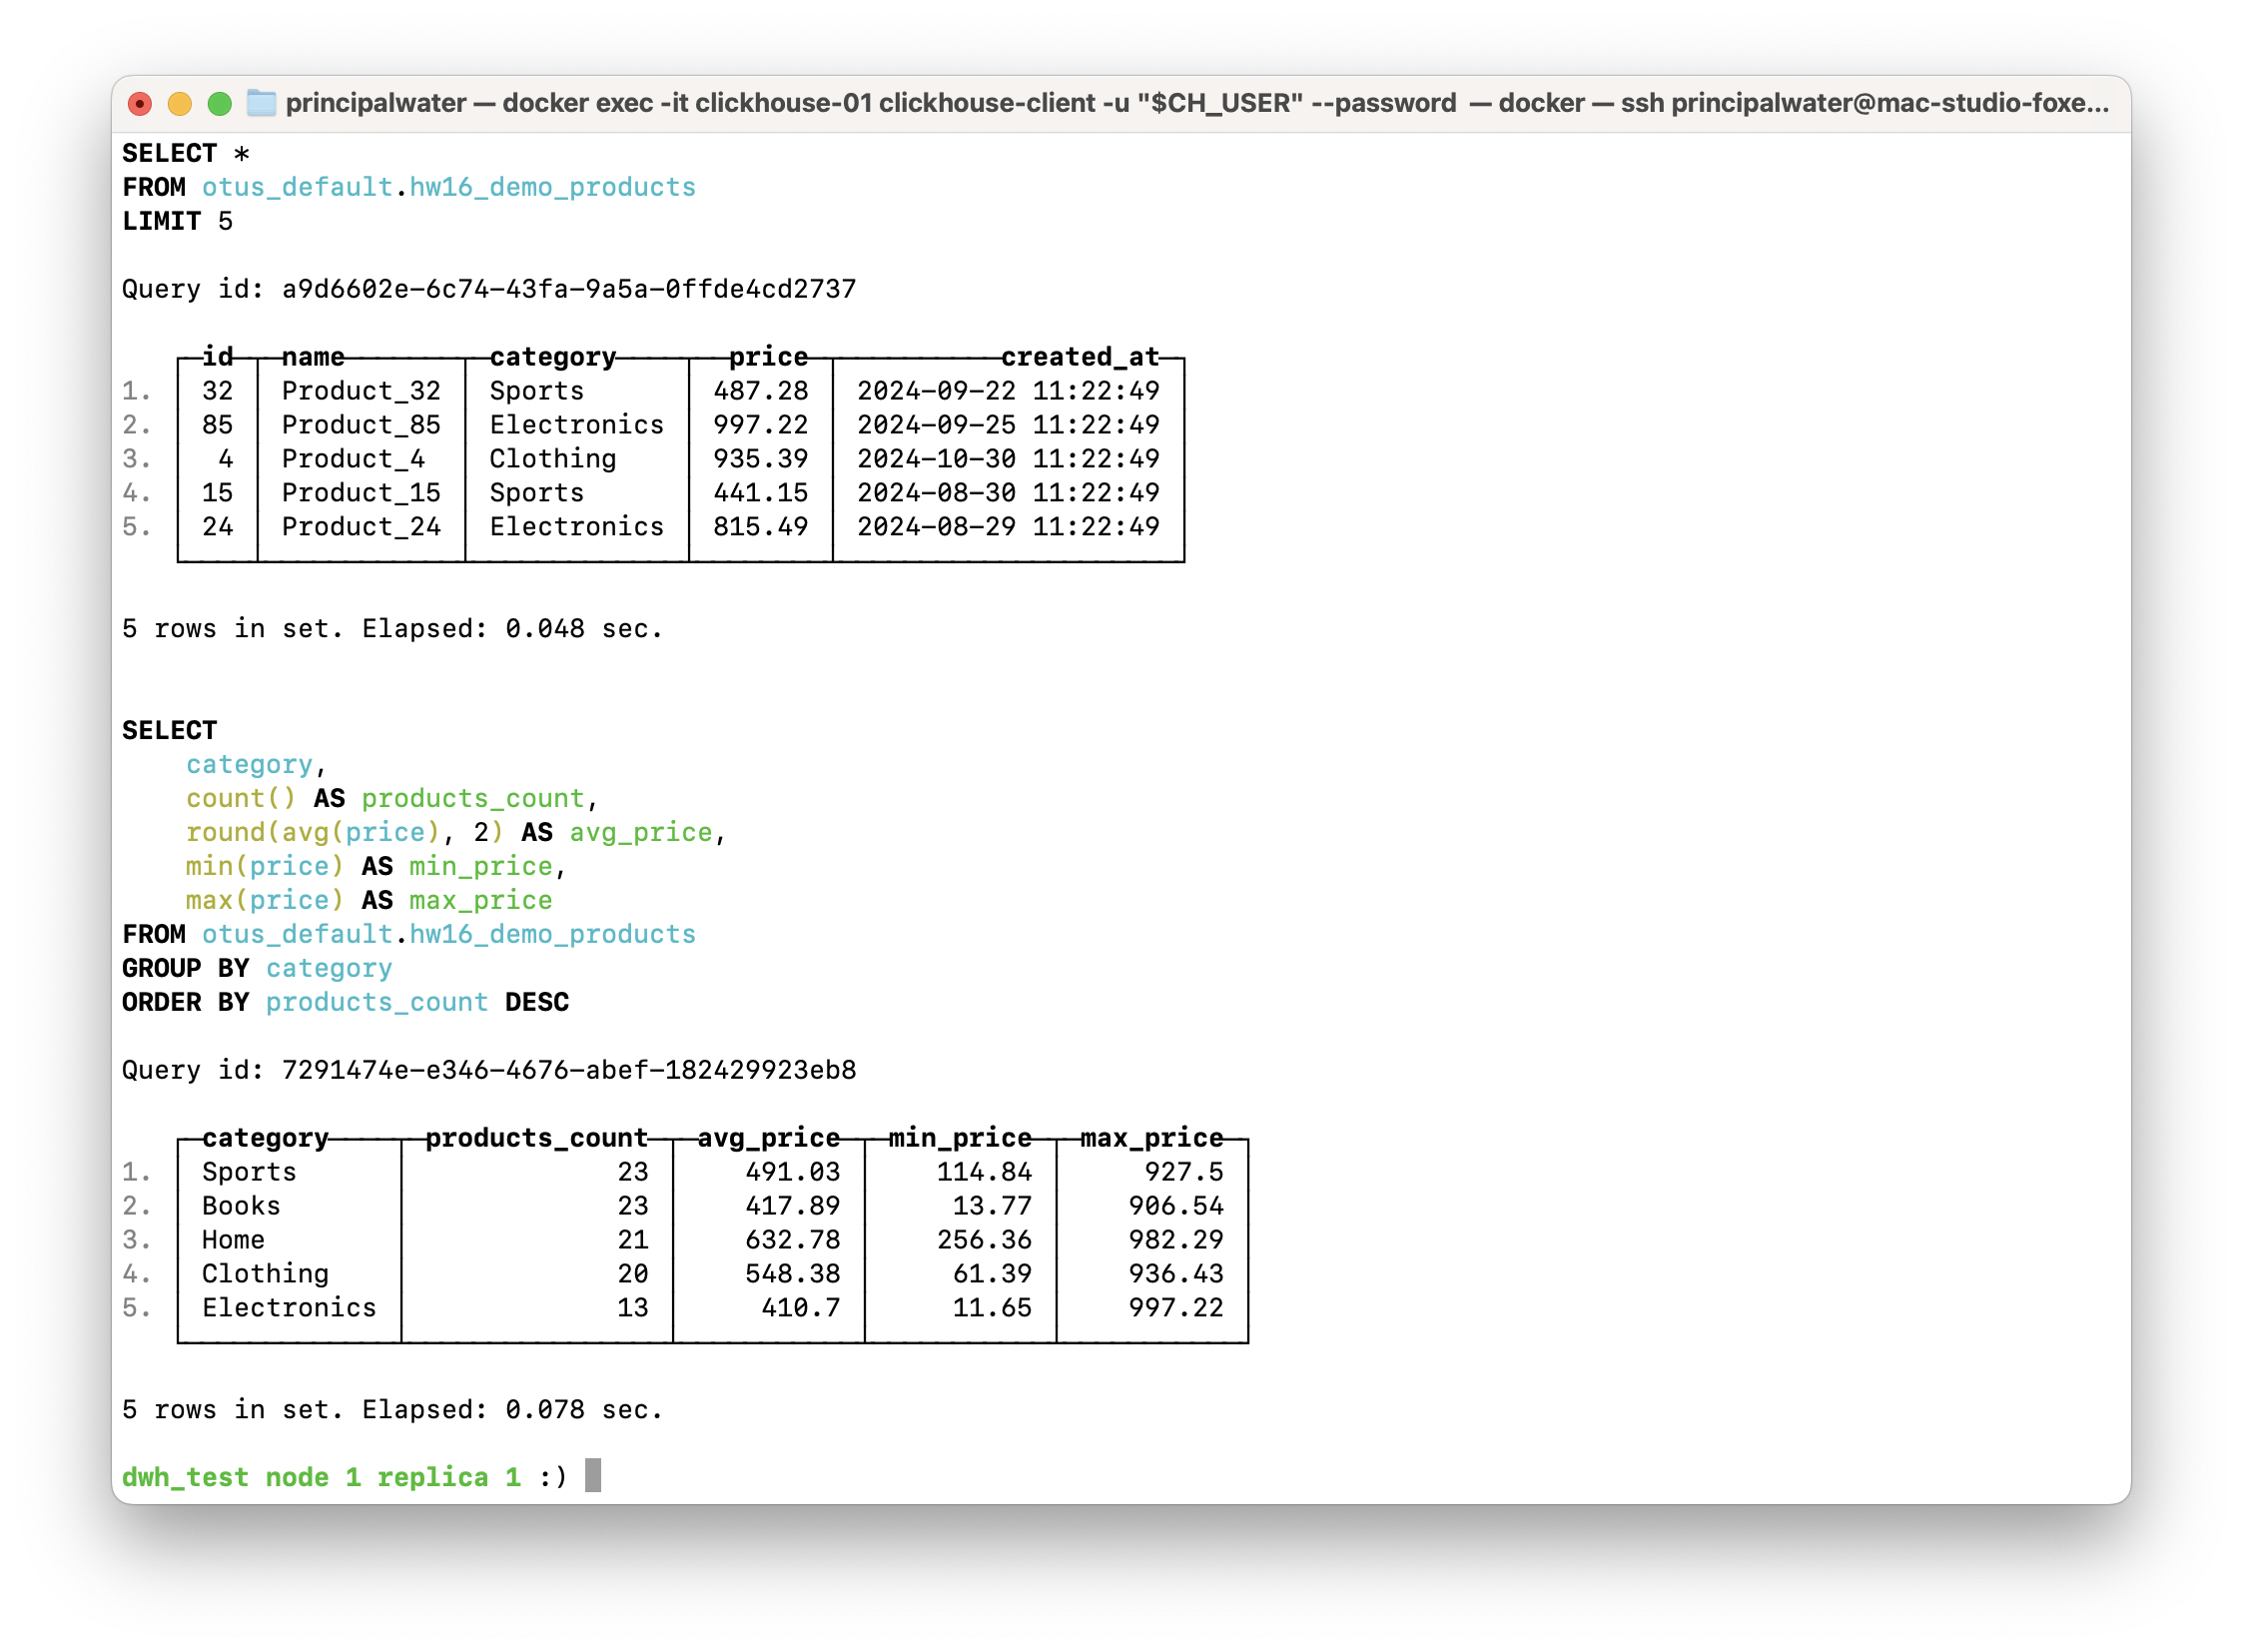 principalwater — docker exec -it clickhouse-01 clickhouse-client -u "$CH_USER" --password — docker — ssh principalwater@mac-studio-foxe...
SELECT *
FROM otus_default.hw16_demo_products
LIMIT 5
Query id: a9d6602e-6c74-43fa-9a5a-0ffde4cd2737
id name category price created_at
1. 32 Product_32 Sports 487.28 2024-09-22 11:22:49
2. 85 Product_85 Electronics 997.22 2024-09-25 11:22:49
3. 4 Product_4 Clothing 935.39 2024-10-30 11:22:49
4. 15 Product_15 Sports 441.15 2024-08-30 11:22:49
5. 24 Product_24 Electronics 815.49 2024-08-29 11:22:49
5 rows in set. Elapsed: 0.048 sec.
SELECT
category,
count() AS products_count,
round(avg(price), 2) AS avg_price,
min(price) AS min_price,
max(price) AS max_price
FROM otus_default.hw16_demo_products
GROUP BY category
ORDER BY products_count DESC
Query id: 7291474e-e346-4676-abef-182429923eb8
category products_count avg_price min_price max_price
1. Sports 23 491.03 114.84 927.5
2. Books 23 417.89 13.77 906.54
3. Home 21 632.78 256.36 982.29
4. Clothing 20 548.38 61.39 936.43
5. Electronics 13 410.7 11.65 997.22
5 rows in set. Elapsed: 0.078 sec.
dwh_test node 1 replica 1 :)